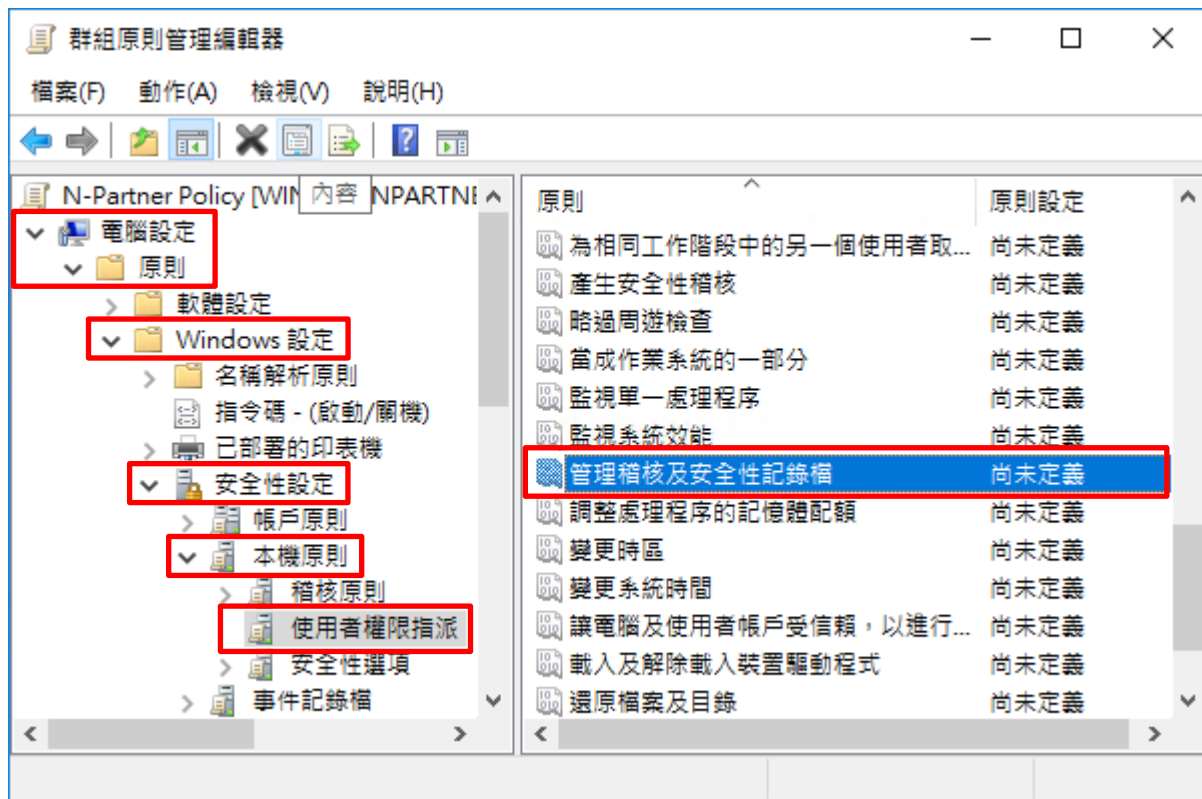 群組原則管理編輯器
檔案(F) 動作(A) 檢視(V) 說明(H)
N-Partner Policy [WIN 內容 NPARTNE
電腦設定
原則
軟體設定
Windows 設定
名稱解析原則
指令碼 - (啟動/關機)
已部署的印表機
安全性設定
帳戶原則
本機原則
稽核原則
使用者權限指派
安全性選項
事件記錄檔
原則 原則設定
為相同工作階段中的另一個使用者取... 尚未定義
產生安全性稽核 尚未定義
略過周遊檢查 尚未定義
當成作業系統的一部分 尚未定義
監視單一處理程序 尚未定義
監視系統效能 尚未定義
管理稽核及安全性記錄檔 尚未定義
調整處理程序的記憶體配額 尚未定義
變更時區 尚未定義
變更系統時間 尚未定義
讓電腦及使用者帳戶受信賴，以進行... 尚未定義
載入及解除載入裝置驅動程式 尚未定義
還原檔案及目錄 尚未定義